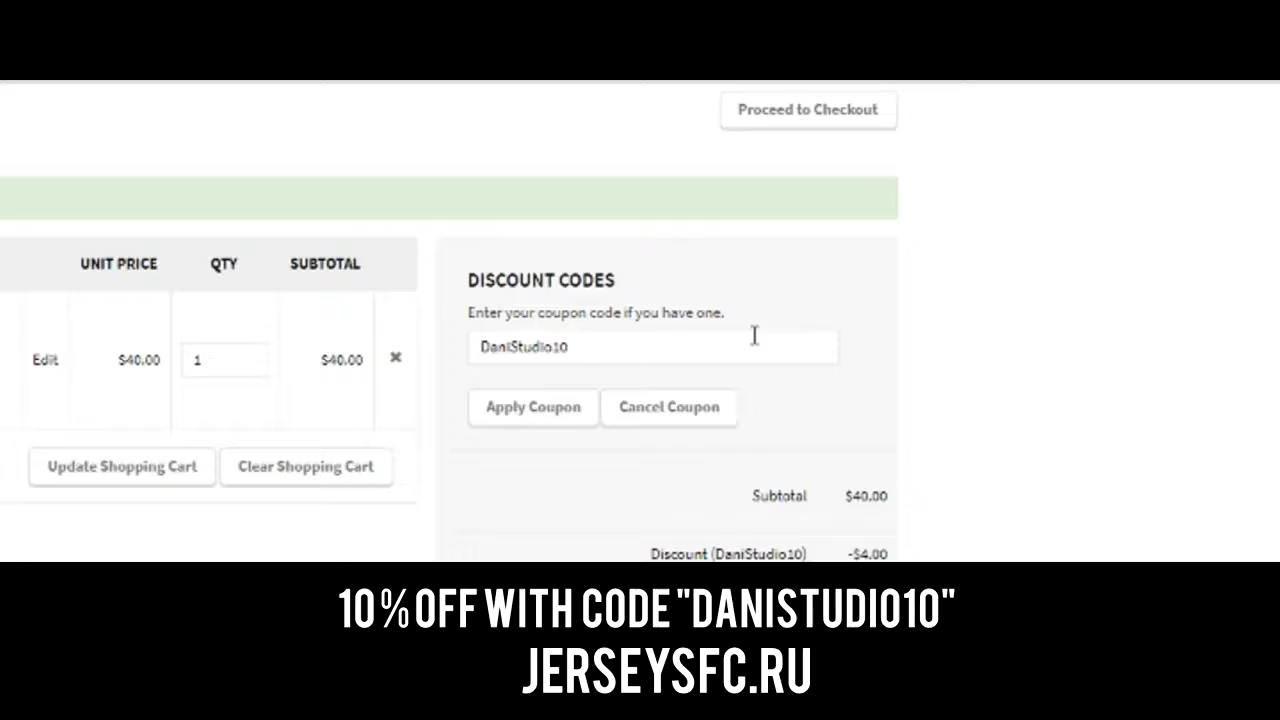 Proceed to Checkout
UNIT PRICE QTY SUBTOTAL
Edit $40.00 1 $40.00 ✖
Update Shopping Cart Clear Shopping Cart
DISCOUNT CODES
Enter your coupon code if you have one.
DaniStudio10
Apply Coupon Cancel Coupon
Subtotal $40.00
Discount (DaniStudio10) -$4.00
10% OFF WITH CODE "DANISTUDIO10"
JERSEYSFC.RU